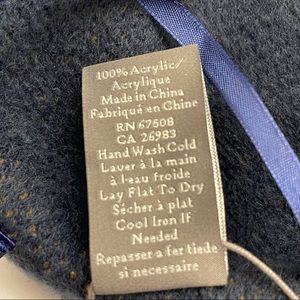 100% Acrylic/
Acrylique
Made in China
Fabriqué en Chine
RN 67508
CA 26983
Hand Wash Cold
Laver à la main
à l'eau froide
Lay Flat To Dry
Sécher à plat
Cool Iron If
Needed
Repasser a fer tiede
si necessaire